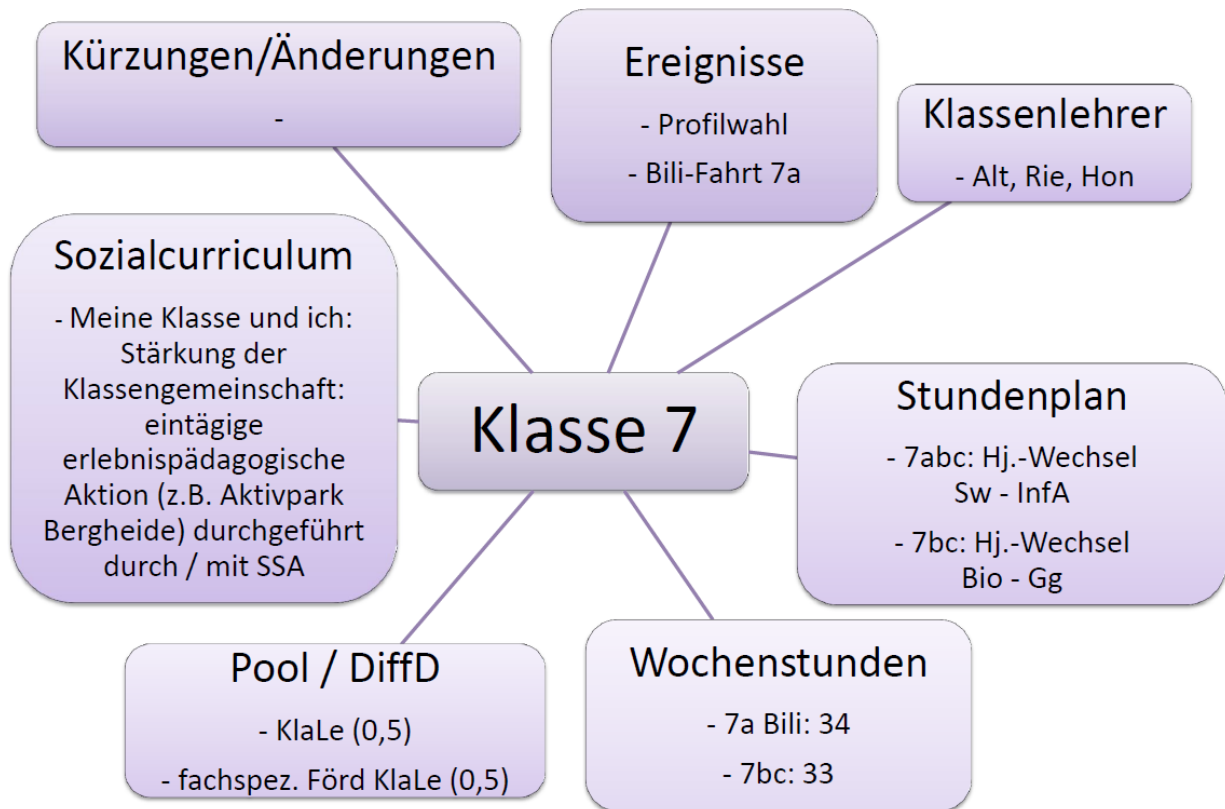 Kürzungen/Änderungen
-
Ereignisse
- Profilwahl
- Bili-Fahrt 7a
Klassenlehrer
- Alt, Rie, Hon
Sozialcurriculum
- Meine Klasse und ich:
Stärkung der
Klassengemeinschaft:
eintägige
erlebnispädagogische
Aktion (z.B. Aktivpark
Bergheide) durchgeführt
durch / mit SSA
Klasse 7
Stundenplan
- 7abc: Hj.-Wechsel
Sw - InfA
- 7bc: Hj.-Wechsel
Bio - Gg
Pool / DiffD
- KlaLe (0,5)
- fachspez. Förd KlaLe (0,5)
Wochenstunden
- 7a Bili: 34
- 7bc: 33